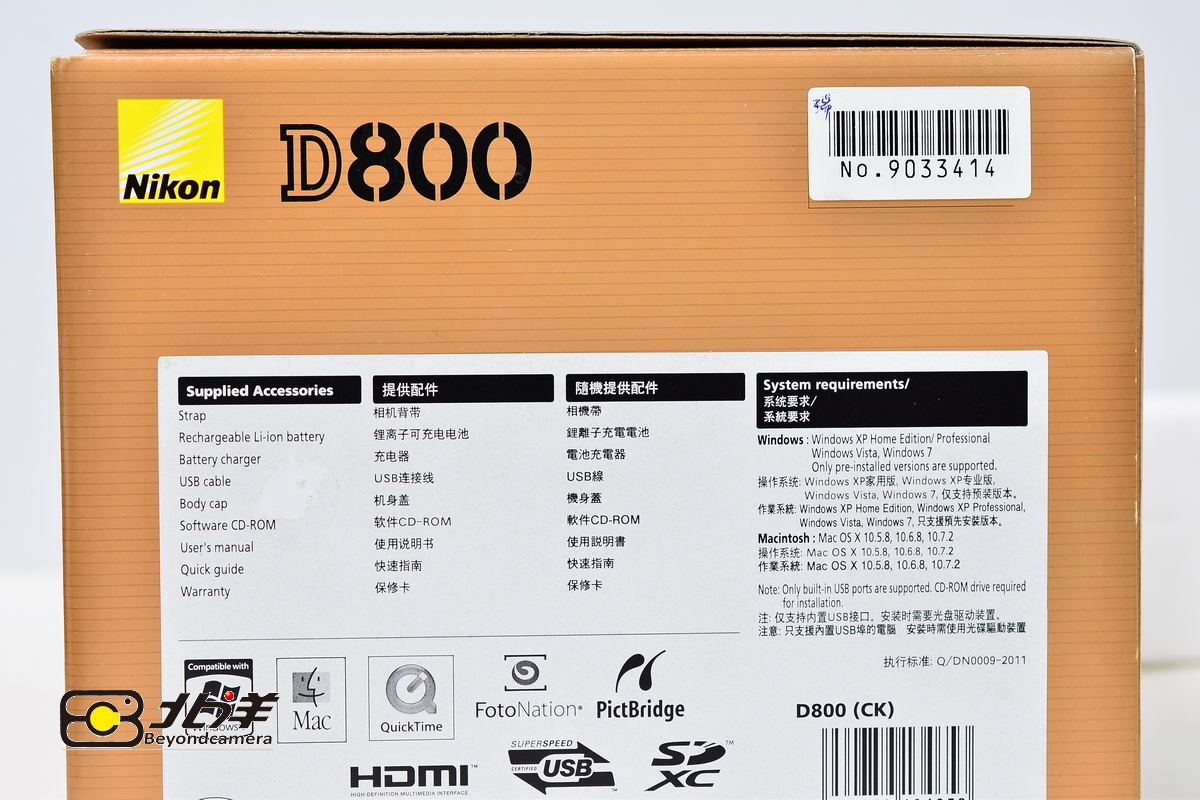 Nikon
D800
No.9033414
Supplied Accessories
Strap
Rechargeable Li-ion battery
Battery charger
USB cable
Body cap
Software CD-ROM
User's manual
Quick guide
Warranty
提供配件
相机背带
锂离子可充电电池
充电器
USB连接线
机身盖
软件CD-ROM
使用说明书
快速指南
保修卡
隨機提供配件
相機帶
鋰離子充電電池
電池充電器
USB線
機身蓋
軟件CD-ROM
使用說明書
快速指南
保修卡
System requirements/
系统要求/
系統要求
Windows : Windows XP Home Edition/ Professional
Windows Vista, Windows 7
Only pre-installed versions are supported.
操作系统: Windows XP家用版, Windows XP专业版,
Windows Vista, Windows 7, 仅支持预装版本。
作業系統: Windows XP Home Edition, Windows XP Professional,
Windows Vista, Windows 7, 只支援預先安裝版本。
Macintosh : Mac OS X 10.5.8, 10.6.8, 10.7.2
操作系统: Mac OS X 10.5.8, 10.6.8, 10.7.2
作業系統: Mac OS X 10.5.8, 10.6.8, 10.7.2
Note: Only built-in USB ports are supported. CD-ROM drive required
for installation.
注: 仅支持内置USB接口。安装时需要光盘驱动装置。
注意: 只支援內置USB埠的電腦 安裝時需使用光碟驅動裝置
执行标准: Q/DN0009-2011
Compatible with
Mac
QuickTime
FotoNation
PictBridge
D800 (CK)
HDMI™
HIGH-DEFINITION MULTIMEDIA INTERFACE
SUPERSPEED
CERTIFIED USB™
SD XC™
北洋
Beyondcamera